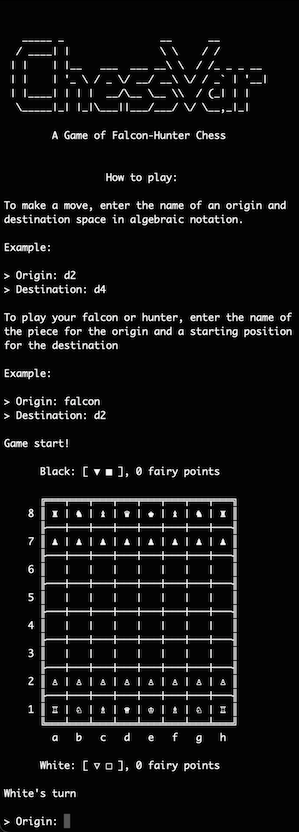 ChessVar
A Game of Falcon-Hunter Chess
How to play:
To make a move, enter the name of an origin and
destination space in algebraic notation.
Example:
> Origin: d2
> Destination: d4
To play your falcon or hunter, enter the name of
the piece for the origin and a starting position
for the destination
Example:
> Origin: falcon
> Destination: d2
Game start!
Black: [ ▼ ■ ], 0 fairy points
8 ♜ ♞ ♝ ♛ ♚ ♝ ♞ ♜
7 ♟ ♟ ♟ ♟ ♟ ♟ ♟ ♟
6
5
4
3
2 ♙ ♙ ♙ ♙ ♙ ♙ ♙ ♙
1 ♖ ♘ ♗ ♕ ♔ ♗ ♘ ♖
a b c d e f g h
White: [ ▽ □ ], 0 fairy points
White's turn
> Origin: